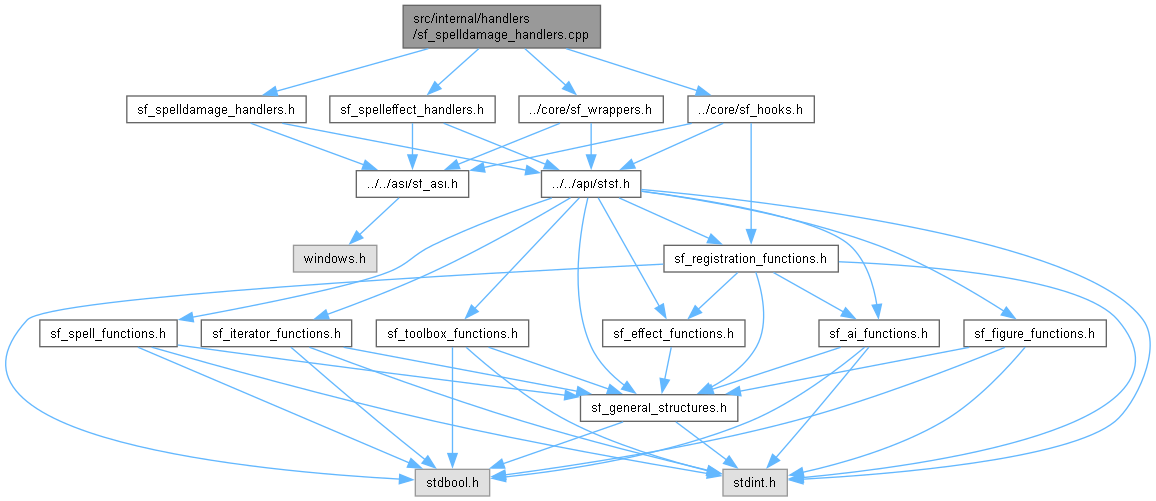 src/internal/handlers
/sf_spelldamage_handlers.cpp
sf_spelldamage_handlers.h
sf_spelleffect_handlers.h
../core/sf_wrappers.h
../core/sf_hooks.h
../../asi/sf_asi.h
../../api/sfsf.h
windows.h
sf_registration_functions.h
sf_spell_functions.h
sf_iterator_functions.h
sf_toolbox_functions.h
sf_effect_functions.h
sf_ai_functions.h
sf_figure_functions.h
sf_general_structures.h
stdbool.h
stdint.h